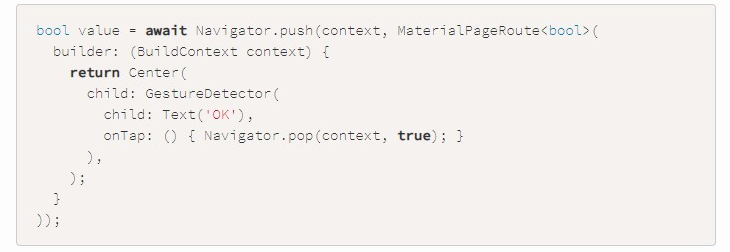 bool value = await Navigator.push(context, MaterialPageRoute<bool>(
  builder: (BuildContext context) {
    return Center(
      child: GestureDetector(
        child: Text('OK'),
        onTap: () { Navigator.pop(context, true); }
      ),
    );
  }
));